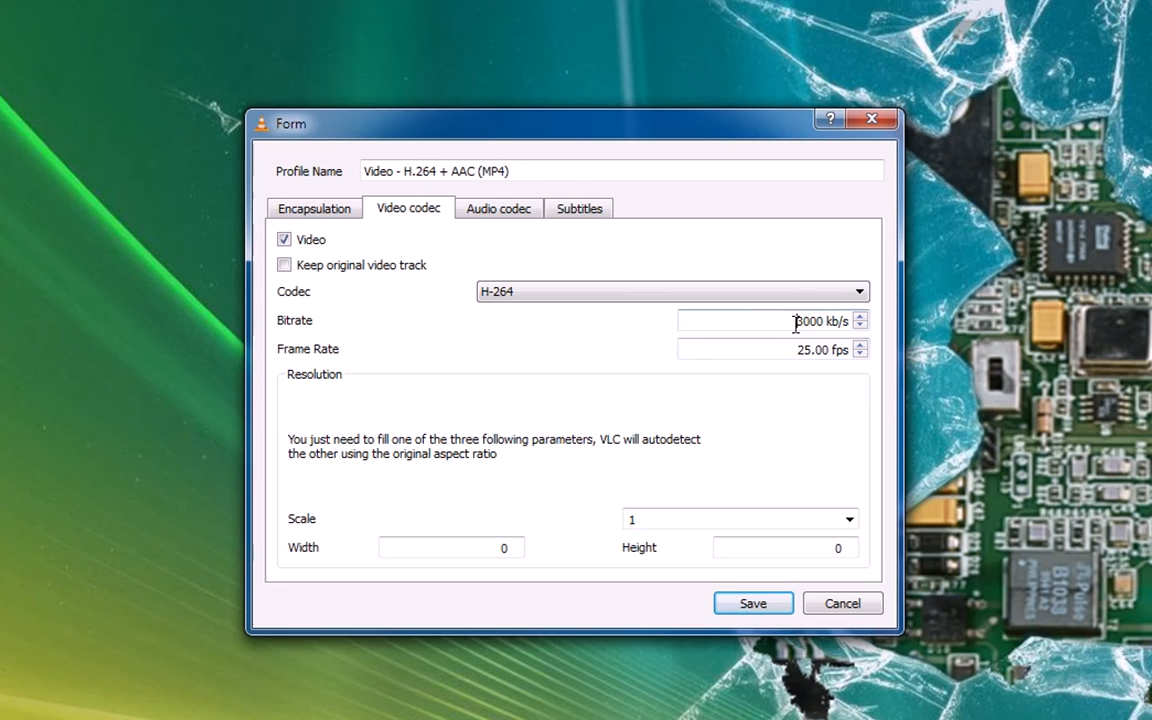 Form
?
Profile Name Video - H.264 + AAC (MP4)
Encapsulation Video codec Audio codec Subtitles
Video
Keep original video track
Codec H-264
Bitrate 3000 kb/s
Frame Rate 25.00 fps
Resolution
You just need to fill one of the three following parameters, VLC will autodetect
the other using the original aspect ratio
Scale 1
Width 0 Height 0
Save Cancel